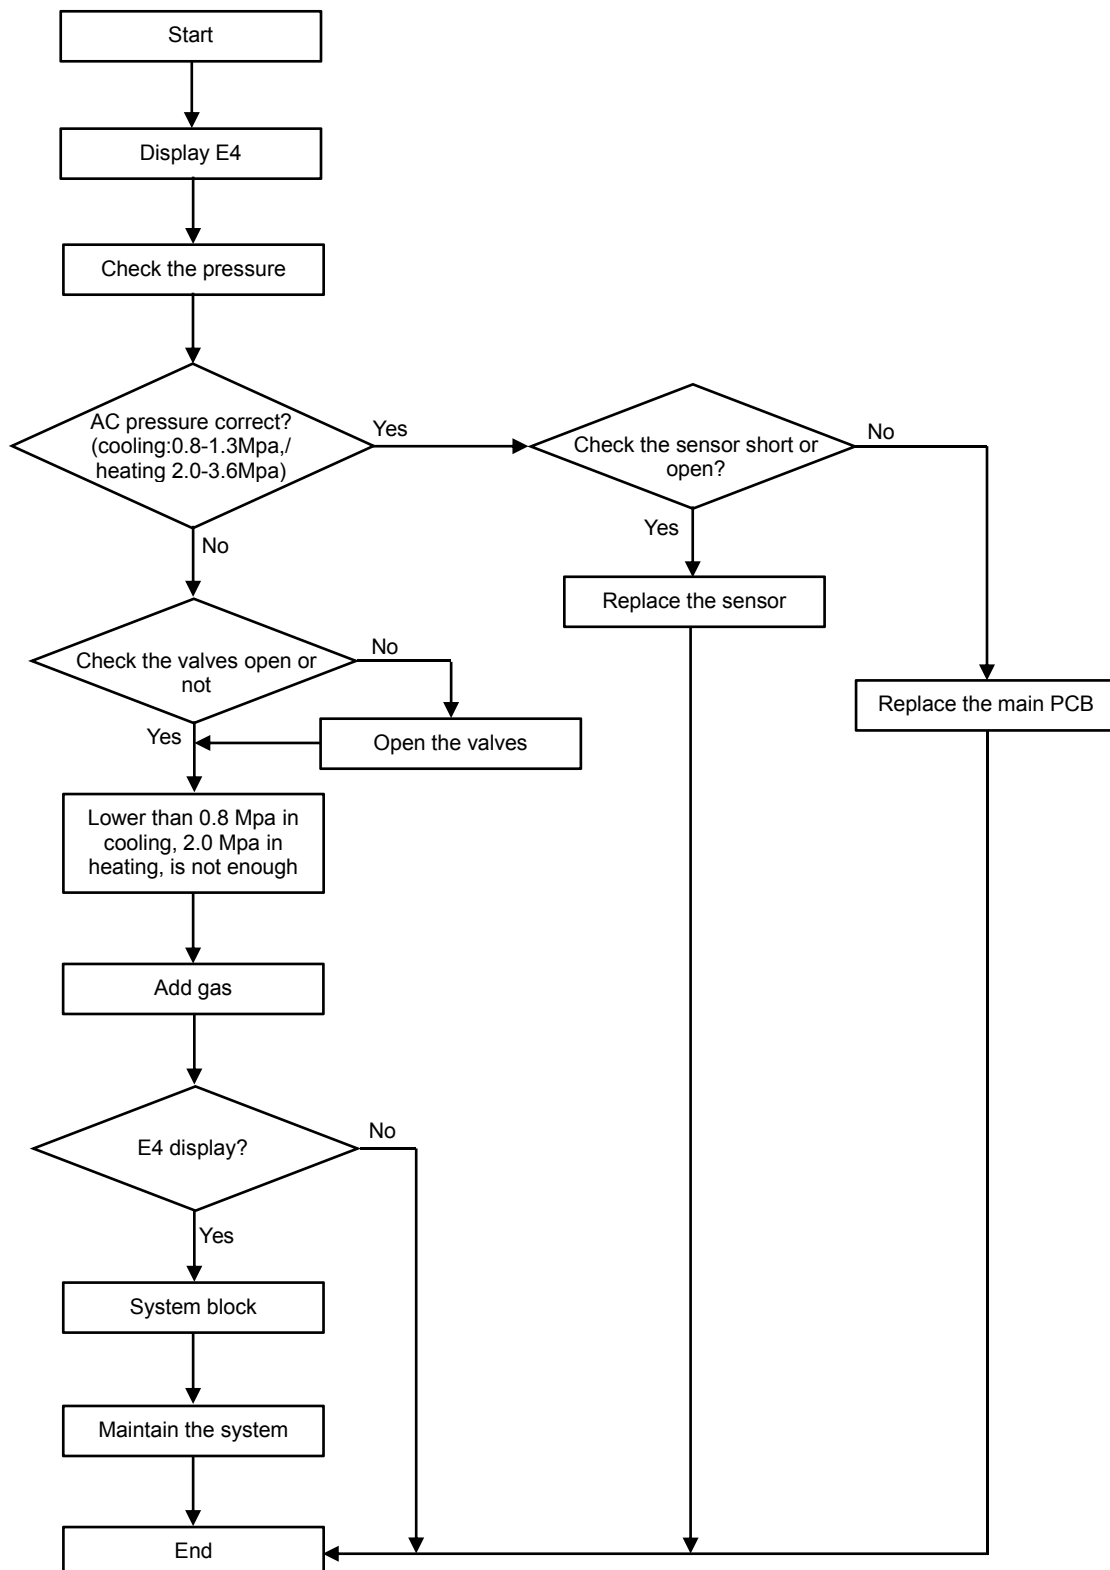 Start
Display E4
Check the pressure
AC pressure correct?
(cooling:0.8-1.3Mpa,/
heating 2.0-3.6Mpa)
Yes
No
Check the sensor short or
open?
No
Yes
Replace the sensor
Replace the main PCB
Check the valves open or
not
No
Yes
Open the valves
Lower than 0.8 Mpa in
cooling, 2.0 Mpa in
heating, is not enough
Add gas
E4 display?
No
Yes
System block
Maintain the system
End